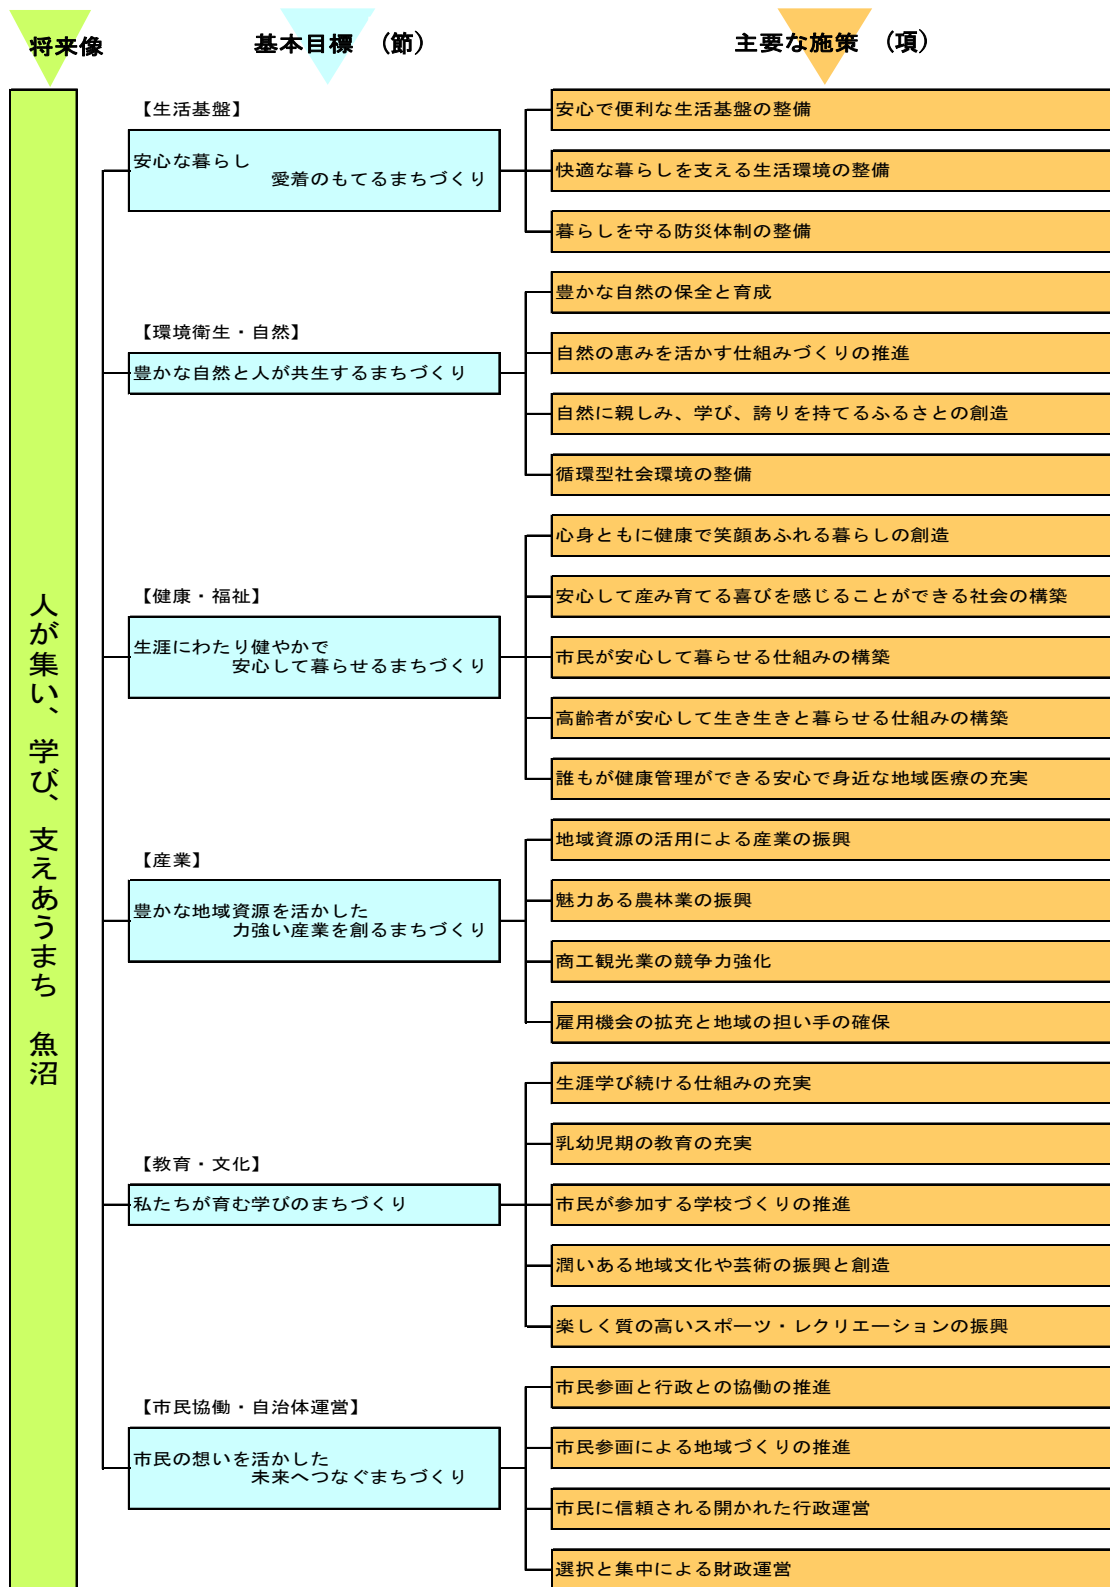 将来像
基本目標 （節）
主要な施策 （項）
人が集い、学び、支えあうまち　魚沼
【生活基盤】
安心な暮らし
愛着のもてるまちづくり
安心で便利な生活基盤の整備
快適な暮らしを支える生活環境の整備
暮らしを守る防災体制の整備
【環境衛生・自然】
豊かな自然と人が共生するまちづくり
豊かな自然の保全と育成
自然の恵みを活かす仕組みづくりの推進
自然に親しみ、学び、誇りを持てるふるさとの創造
循環型社会環境の整備
【健康・福祉】
生涯にわたり健やかで
安心して暮らせるまちづくり
心身ともに健康で笑顔あふれる暮らしの創造
安心して産み育てる喜びを感じることができる社会の構築
市民が安心して暮らせる仕組みの構築
高齢者が安心して生き生きと暮らせる仕組みの構築
誰もが健康管理ができる安心で身近な地域医療の充実
【産業】
豊かな地域資源を活かした
力強い産業を創るまちづくり
地域資源の活用による産業の振興
魅力ある農林業の振興
商工観光業の競争力強化
雇用機会の拡充と地域の担い手の確保
【教育・文化】
私たちが育む学びのまちづくり
生涯学び続ける仕組みの充実
乳幼児期の教育の充実
市民が参加する学校づくりの推進
潤いある地域文化や芸術の振興と創造
楽しく質の高いスポーツ・レクリエーションの振興
【市民協働・自治体運営】
市民の想いを活かした
未来へつなぐまちづくり
市民参画と行政との協働の推進
市民参画による地域づくりの推進
市民に信頼される開かれた行政運営
選択と集中による財政運営